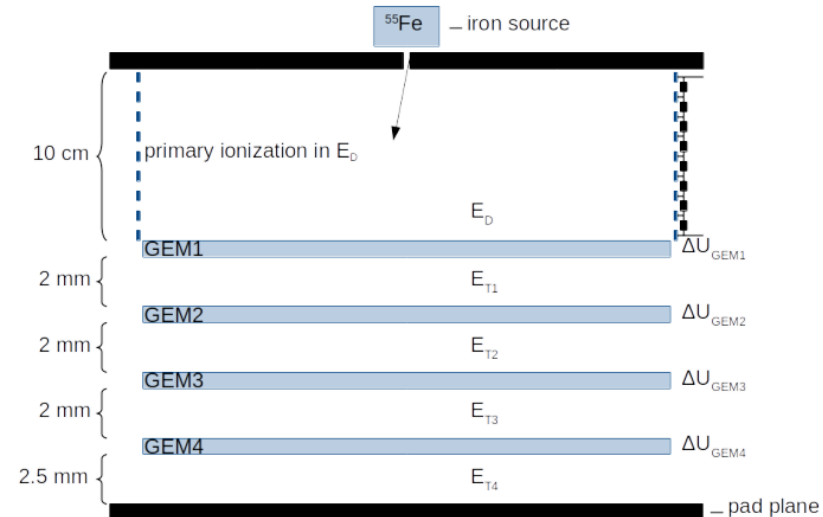 ⁵⁵Fe – iron source
10 cm
primary ionization in E_D
E_D
GEM1 ΔU_GEM1
2 mm E_T1
GEM2 ΔU_GEM2
2 mm E_T2
GEM3 ΔU_GEM3
2 mm E_T3
GEM4 ΔU_GEM4
2.5 mm E_T4
– pad plane